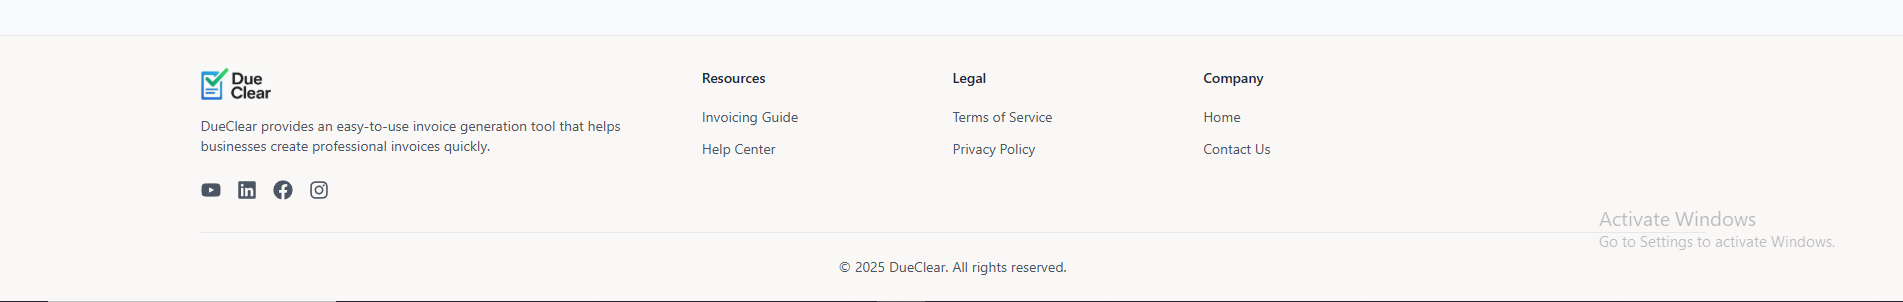 Due
Clear
DueClear provides an easy-to-use invoice generation tool that helps
businesses create professional invoices quickly.
Resources
Invoicing Guide
Help Center
Legal
Terms of Service
Privacy Policy
Company
Home
Contact Us
in
Activate Windows
Go to Settings to activate Windows.
© 2025 DueClear. All rights reserved.